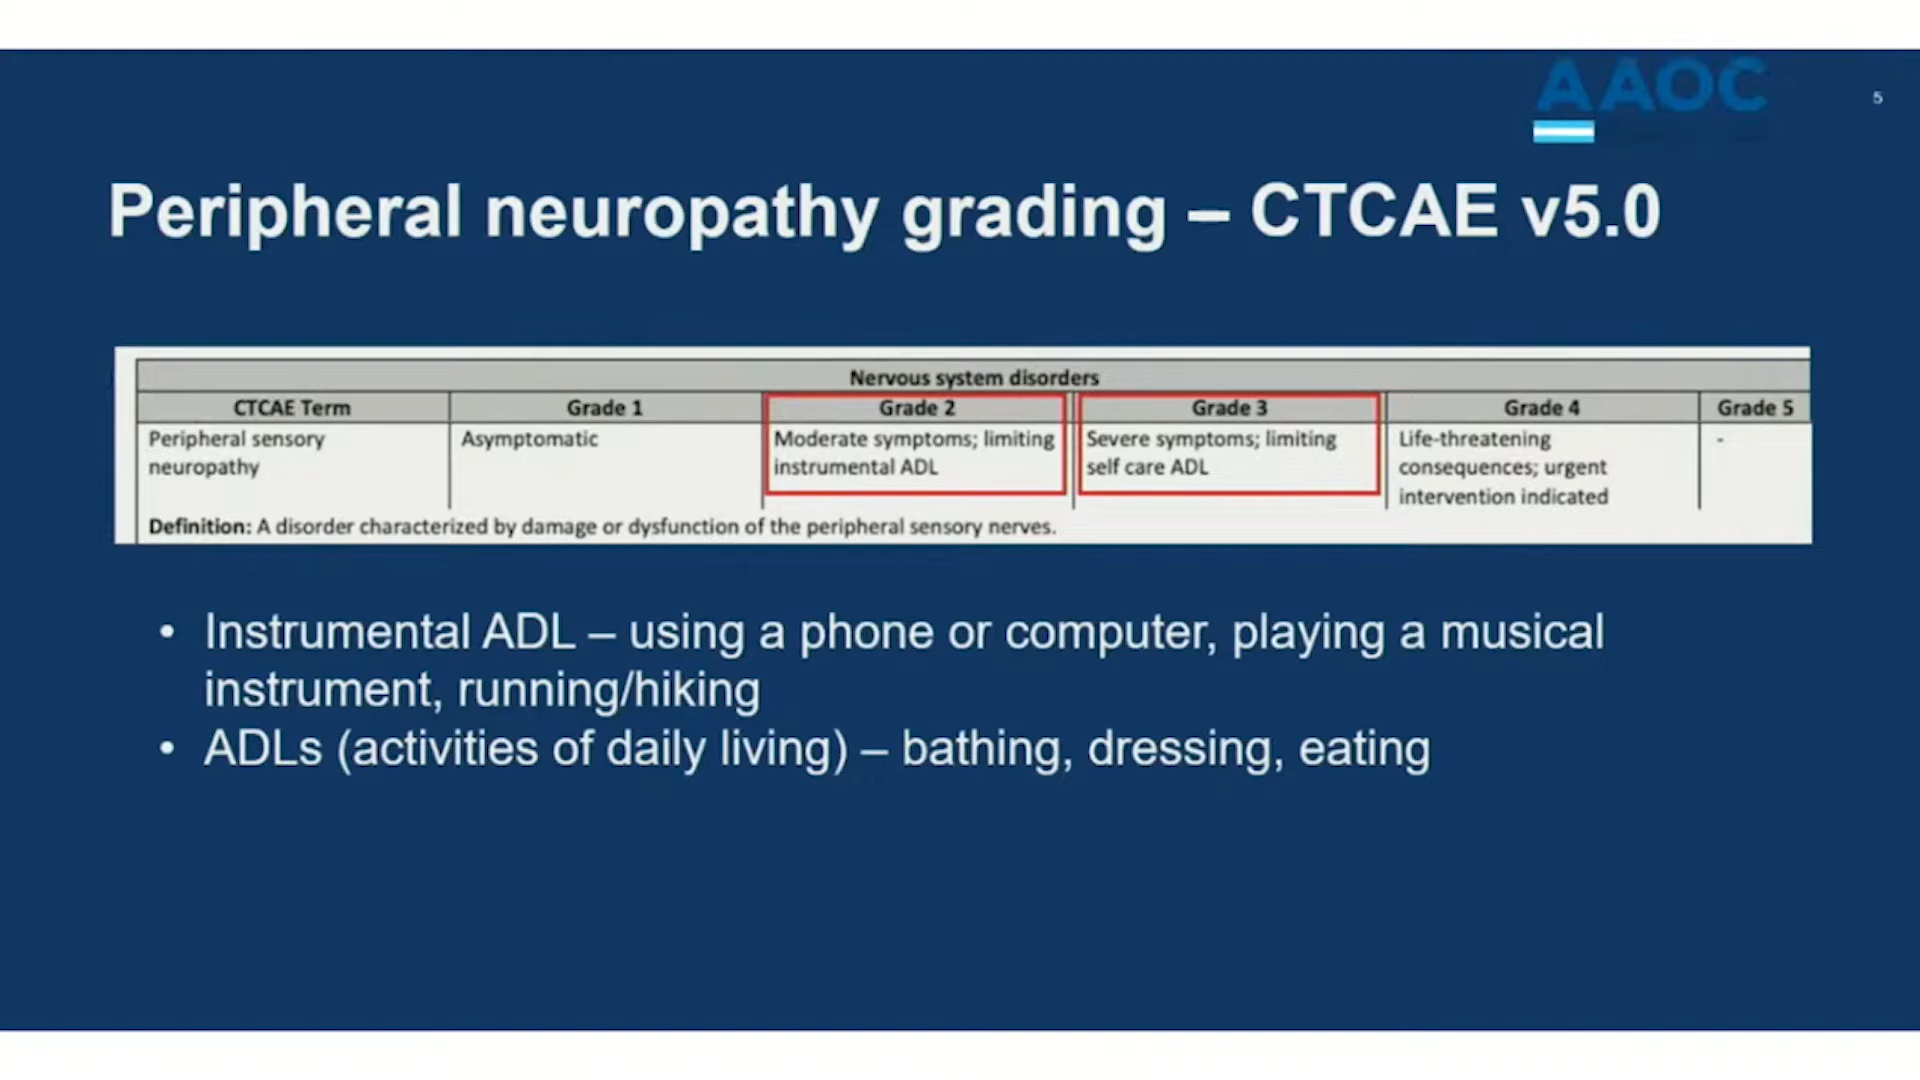 AAOC
5
Peripheral neuropathy grading – CTCAE v5.0
Nervous system disorders
CTCAE Term Grade 1 Grade 2 Grade 3 Grade 4 Grade 5
Peripheral sensory Asymptomatic Moderate symptoms; limiting Severe symptoms; limiting Life-threatening -
neuropathy instrumental ADL self care ADL consequences; urgent
intervention indicated
Definition: A disorder characterized by damage or dysfunction of the peripheral sensory nerves.
• Instrumental ADL – using a phone or computer, playing a musical
instrument, running/hiking
• ADLs (activities of daily living) – bathing, dressing, eating